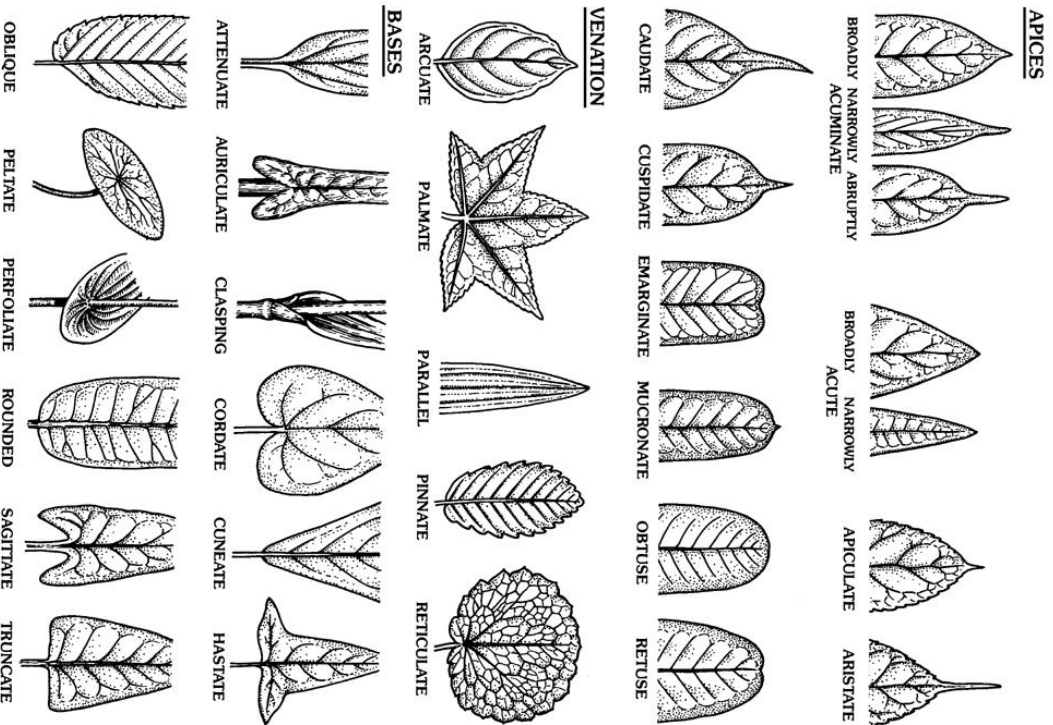 APICES
BROADLY NARROWLY ABRUPTLY
ACUMINATE
BROADLY NARROWLY
ACUTE
APICULATE
ARISTATE
CAUDATE
CUSPIDATE
EMARGINATE
MUCRONATE
OBTUSE
RETUSE
VENATION
ARCUATE
PALMATE
PARALLEL
PINNATE
RETICULATE
BASES
ATTENUATE
AURICULATE
CLASPING
CORDATE
CUNEATE
HASTATE
OBLIQUE
PELTATE
PERFOLIATE
ROUNDED
SAGITTATE
TRUNCATE